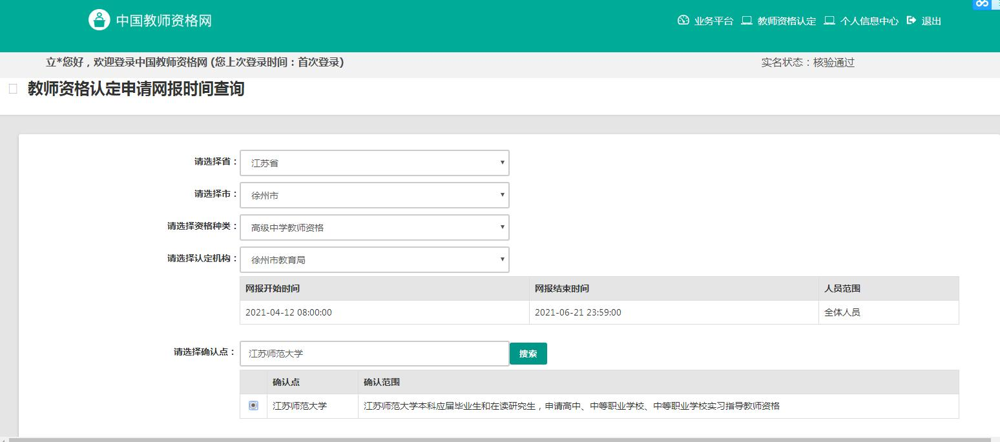 中国教师资格网
业务平台 教师资格认定 个人信息中心 退出
立*您好，欢迎登录中国教师资格网 (您上次登录时间：首次登录) 实名状态：核验通过
教师资格认定申请网报时间查询
请选择省： 江苏省
请选择市： 徐州市
请选择资格种类： 高级中学教师资格
请选择认定机构： 徐州市教育局
网报开始时间 网报结束时间 人员范围
2021-04-12 08:00:00 2021-06-21 23:59:00 全体人员
请选择确认点： 江苏师范大学 搜索
确认点 确认范围
江苏师范大学 江苏师范大学本科应届毕业生和在读研究生，申请高中、中等职业学校、中等职业学校实习指导教师资格